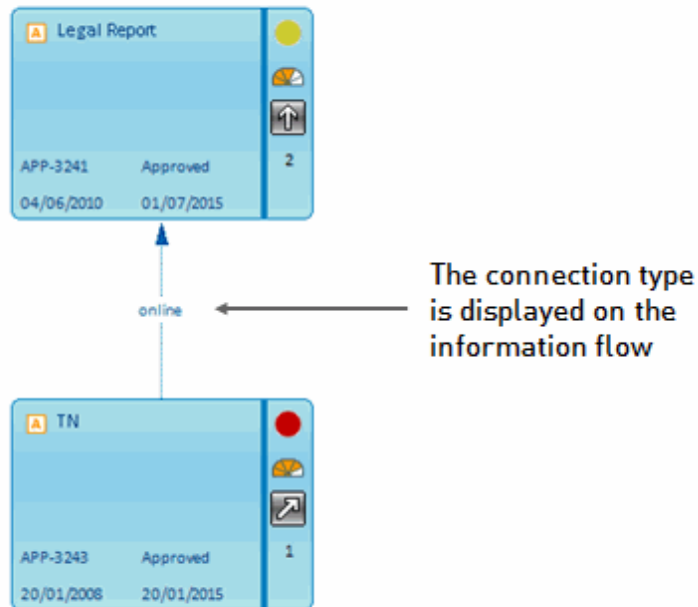 A Legal Report
APP-3241 Approved 2
04/06/2010 01/07/2015
online
The connection type
is displayed on the
information flow
A TN
APP-3243 Approved 1
20/01/2008 20/01/2015